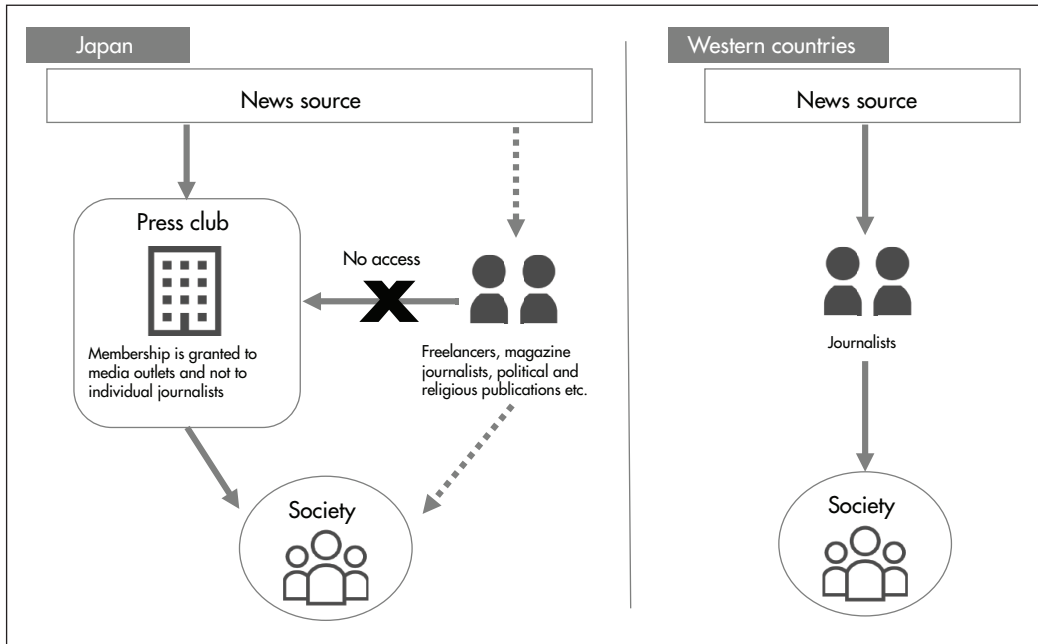 Japan
News source
Press club
Membership is granted to
media outlets and not to
individual journalists
No access
Freelancers, magazine
journalists, political and
religious publications etc.
Society
Western countries
News source
Journalists
Society